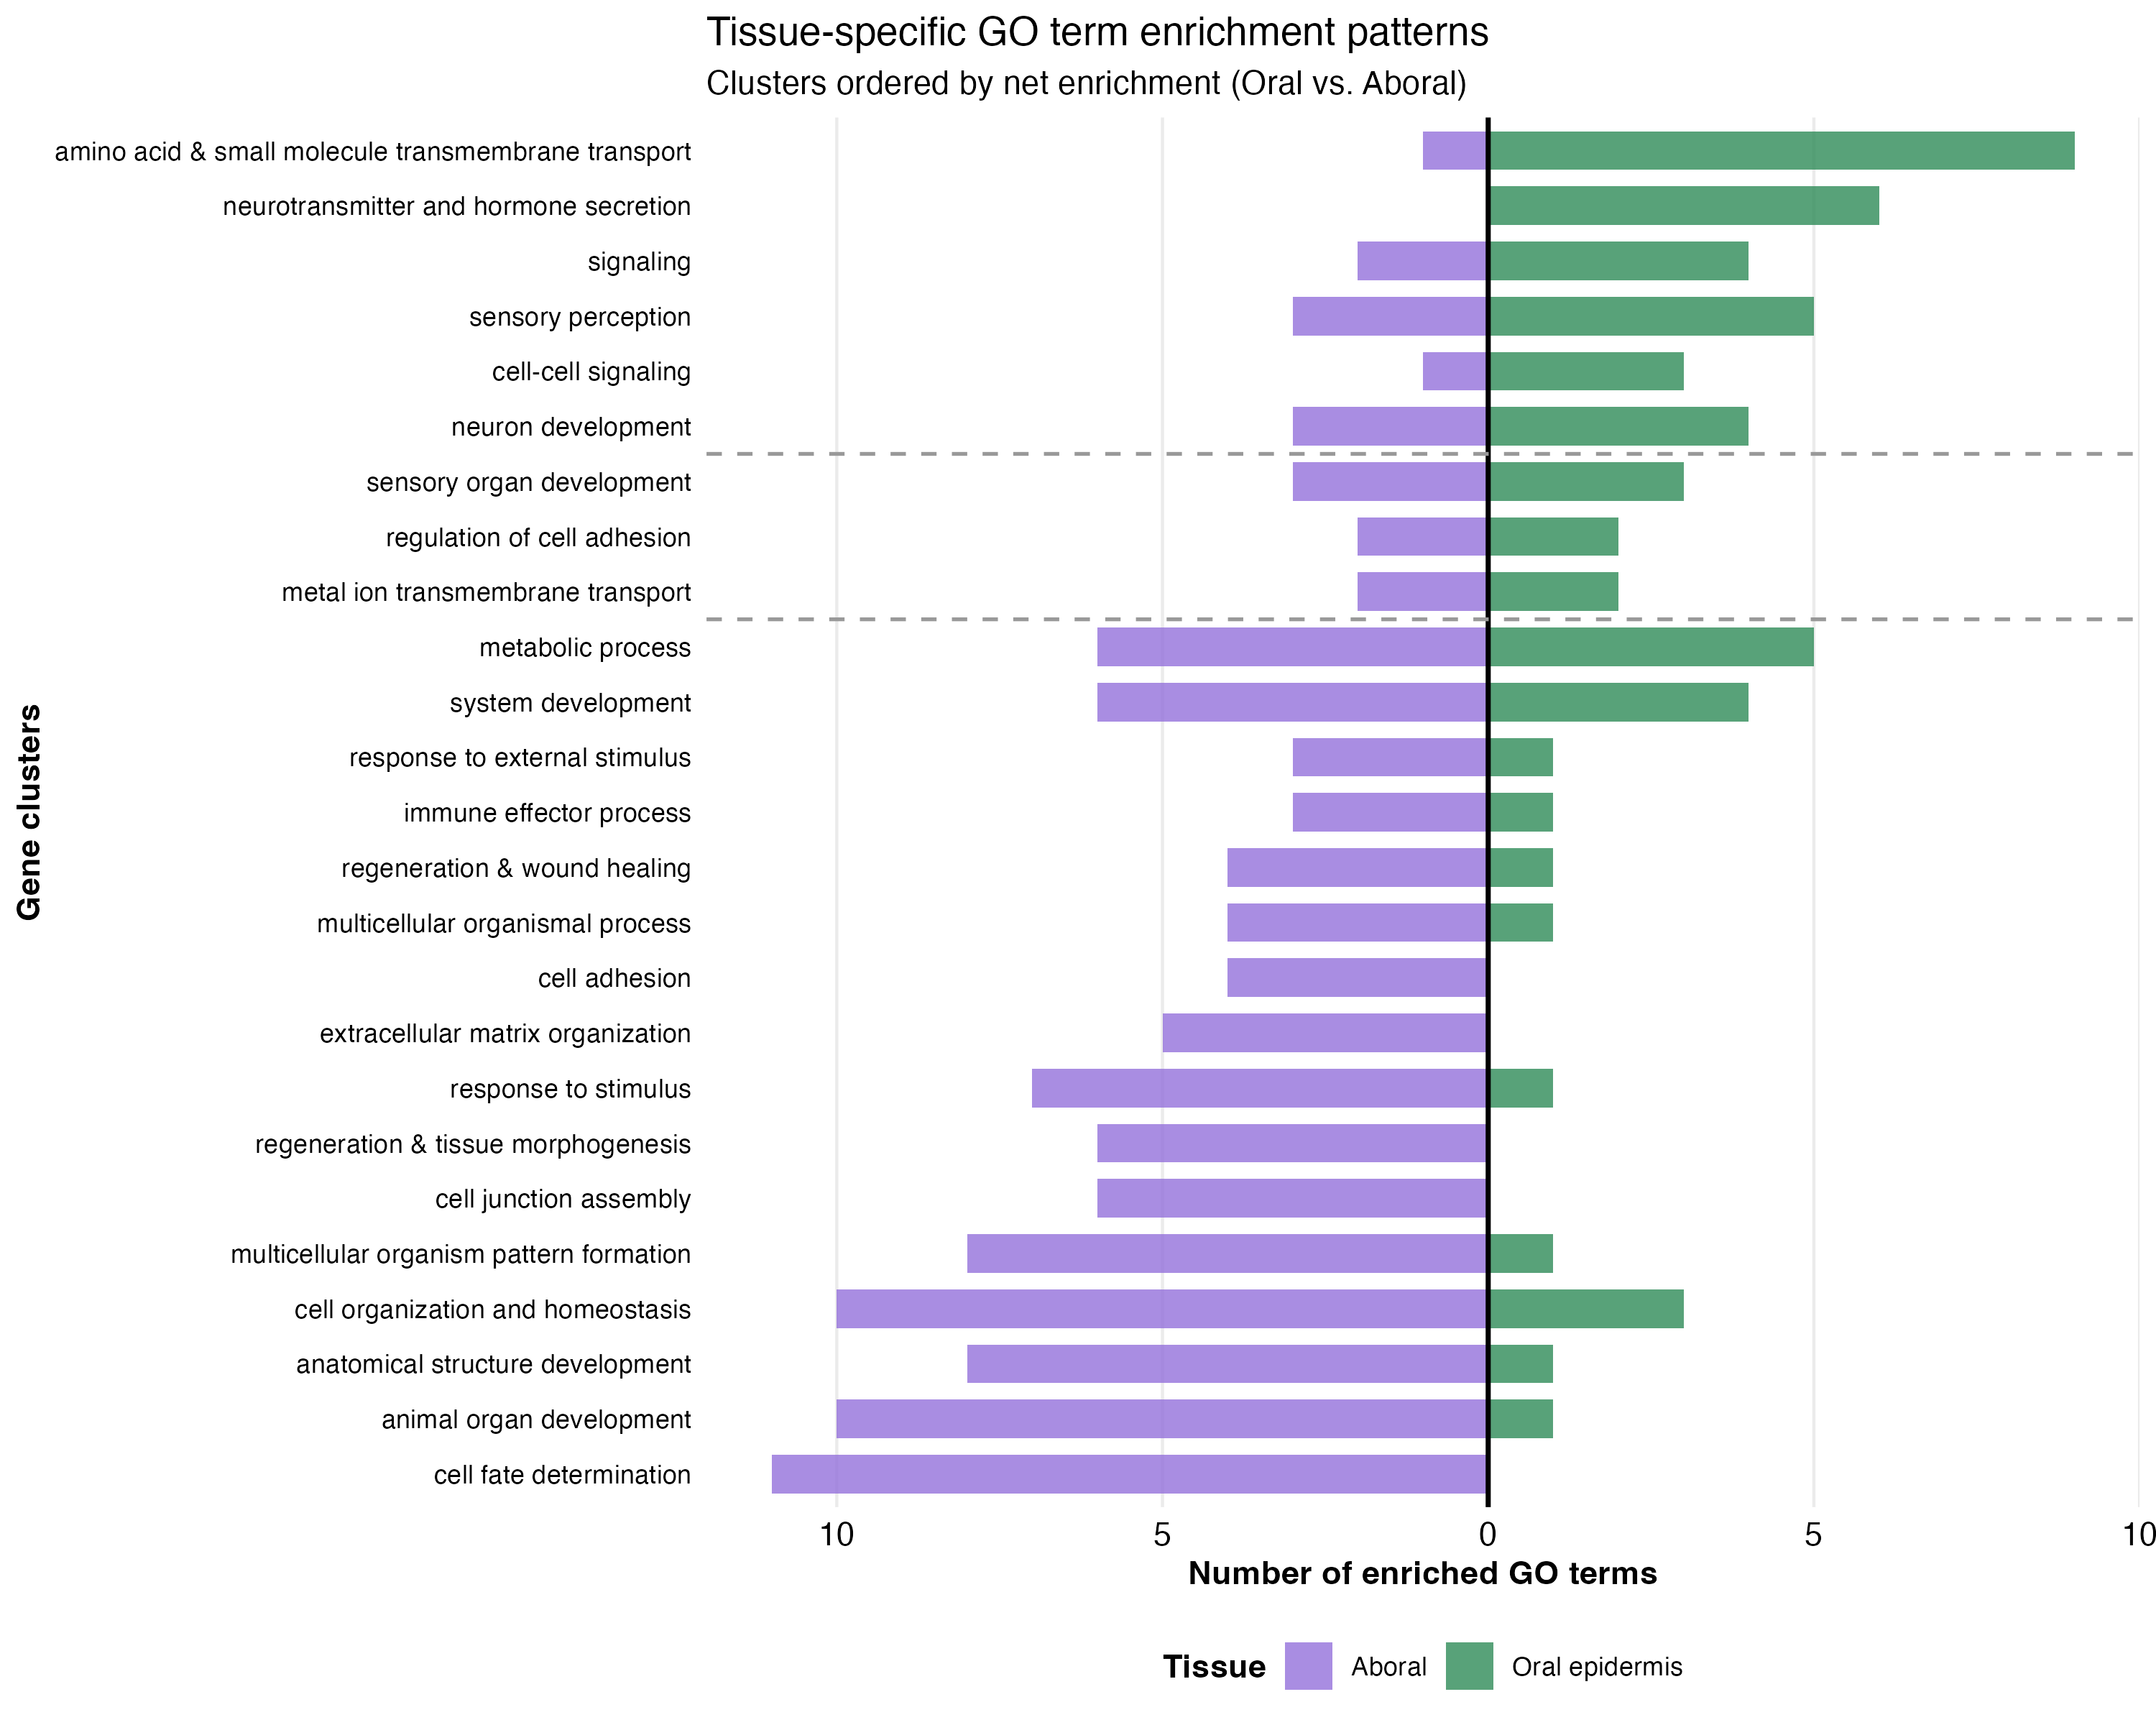 Tissue-specific GO term enrichment patterns
Clusters ordered by net enrichment (Oral vs. Aboral)
amino acid & small molecule transmembrane transport
neurotransmitter and hormone secretion
signaling
sensory perception
cell-cell signaling
neuron development
sensory organ development
regulation of cell adhesion
metal ion transmembrane transport
metabolic process
system development
response to external stimulus
immune effector process
regeneration & wound healing
multicellular organismal process
cell adhesion
extracellular matrix organization
response to stimulus
regeneration & tissue morphogenesis
cell junction assembly
multicellular organism pattern formation
cell organization and homeostasis
anatomical structure development
animal organ development
cell fate determination
Gene clusters
10 5 0 5 10
Number of enriched GO terms
Tissue Aboral Oral epidermis